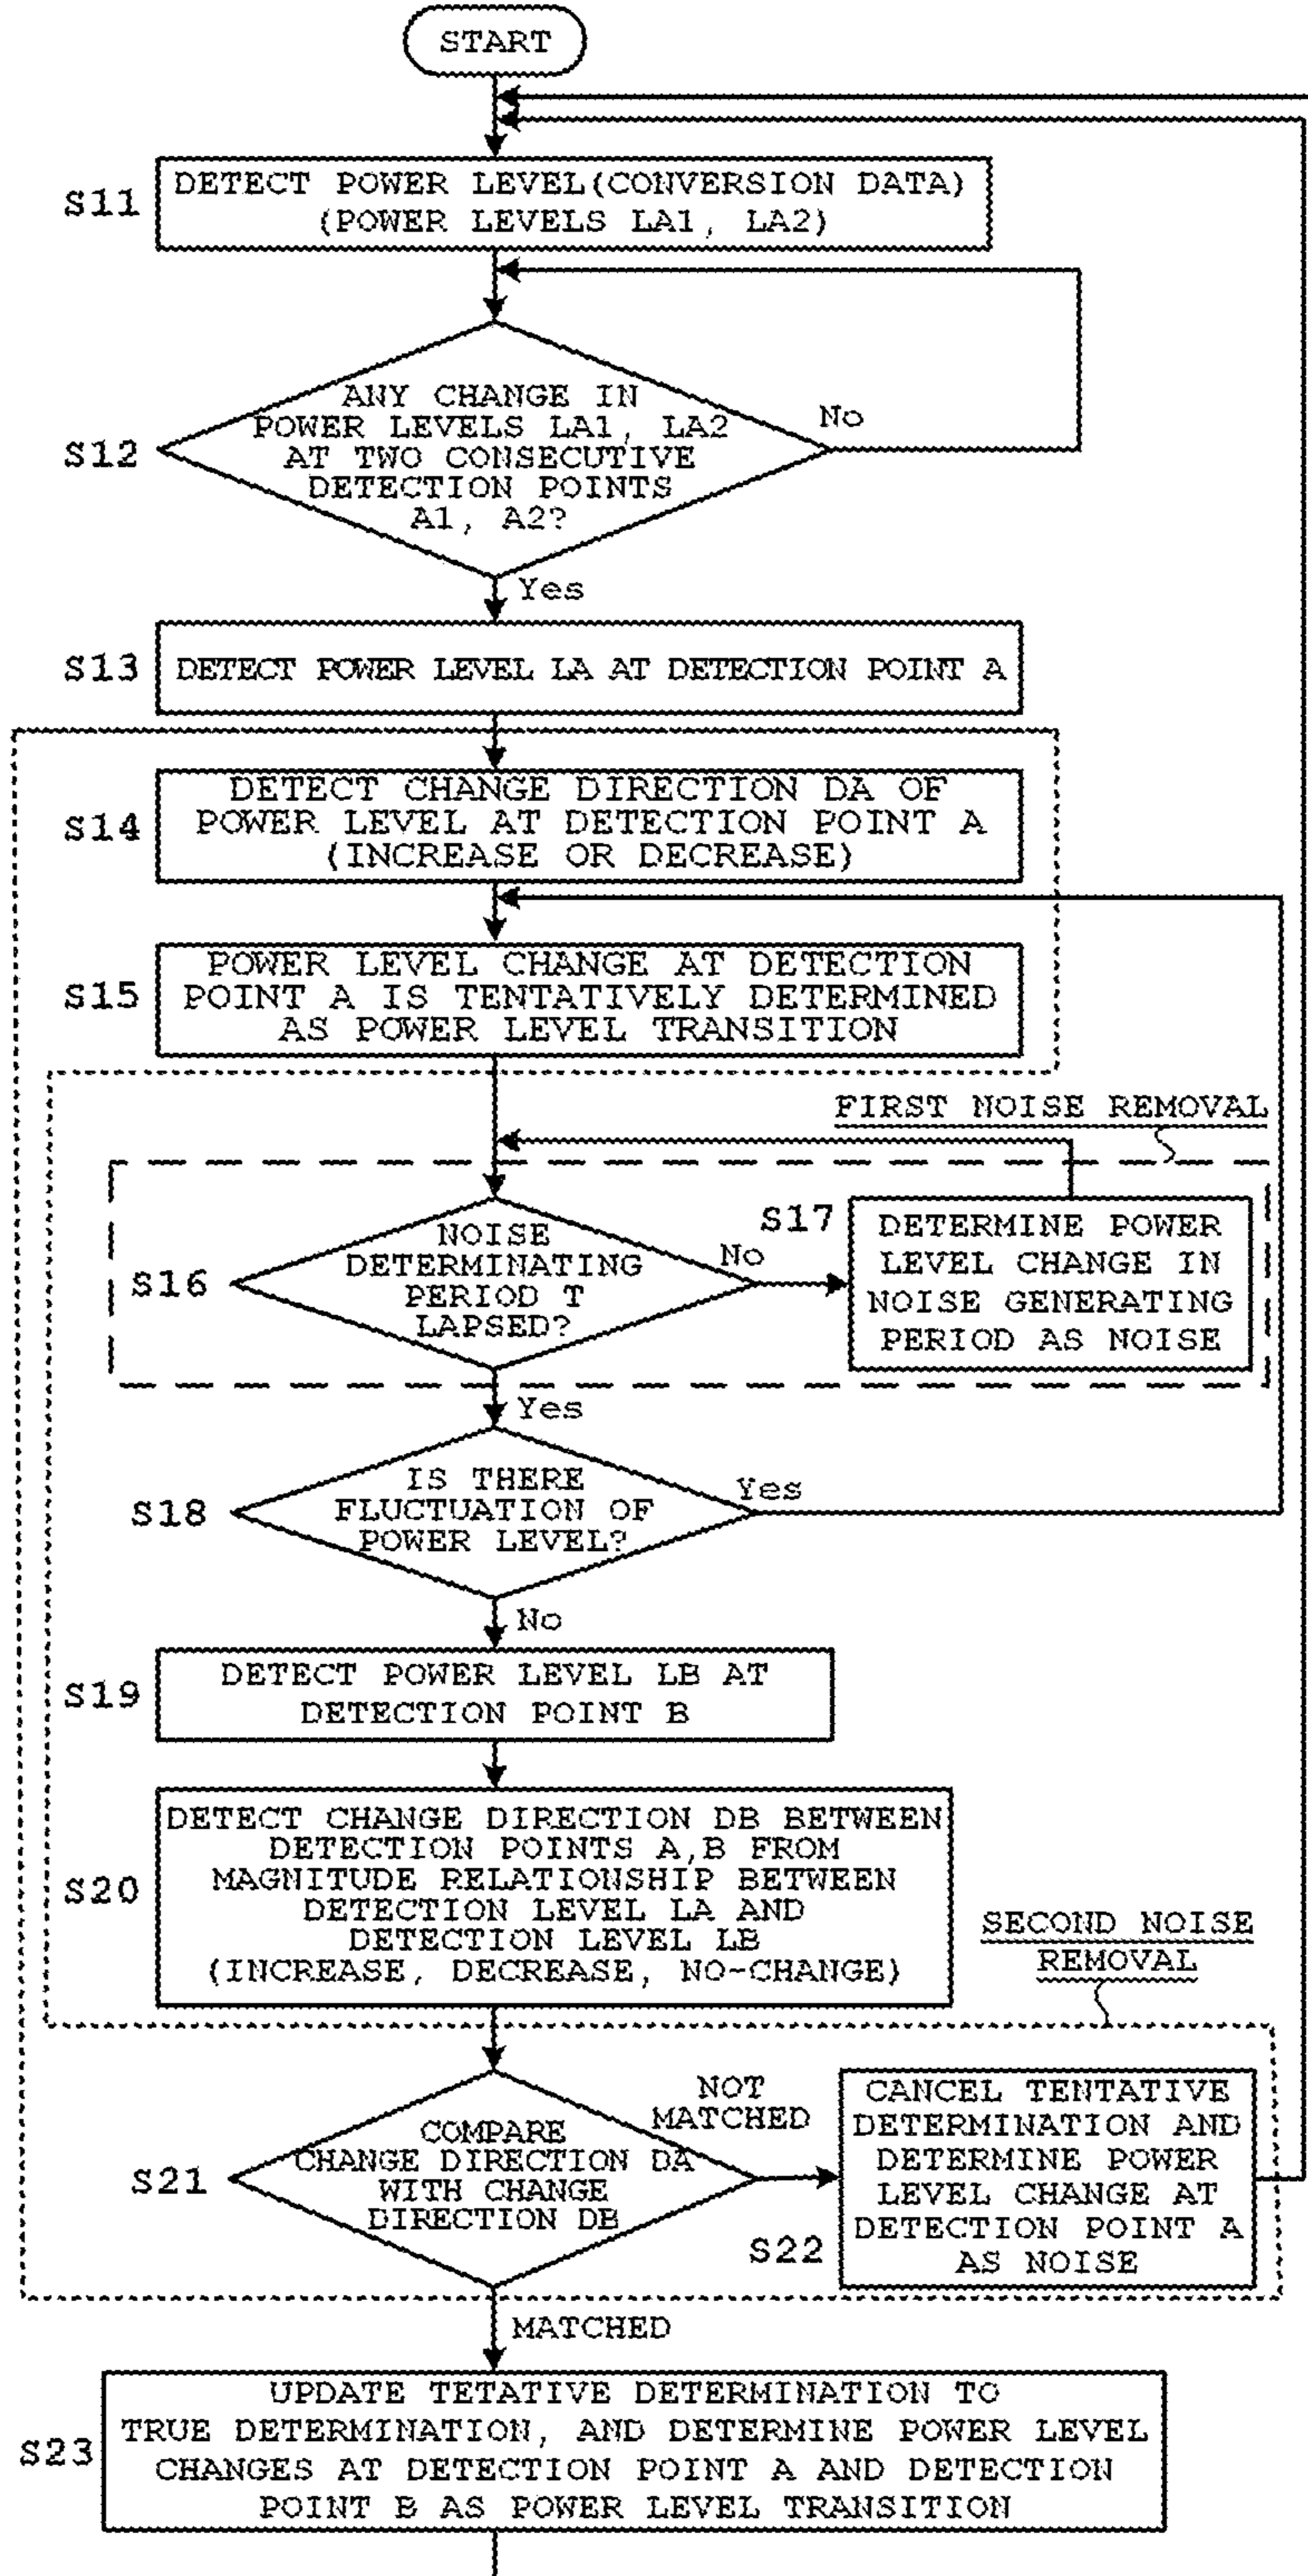 START
S11
DETECT POWER LEVEL(CONVERSION DATA)
(POWER LEVELS LA1, LA2)
S12
ANY CHANGE IN
POWER LEVELS LA1, LA2
AT TWO CONSECUTIVE
DETECTION POINTS
A1, A2?
No
Yes
S13
DETECT POWER LEVEL LA AT DETECTION POINT A
S14
DETECT CHANGE DIRECTION DA OF
POWER LEVEL AT DETECTION POINT A
(INCREASE OR DECREASE)
S15
POWER LEVEL CHANGE AT DETECTION
POINT A IS TENTATIVELY DETERMINED
AS POWER LEVEL TRANSITION
FIRST NOISE REMOVAL
S16
NOISE
DETERMINATING
PERIOD T
LAPSED?
No
S17
DETERMINE POWER
LEVEL CHANGE IN
NOISE GENERATING
PERIOD AS NOISE
Yes
S18
IS THERE
FLUCTUATION OF
POWER LEVEL?
Yes
No
S19
DETECT POWER LEVEL LB AT
DETECTION POINT B
S20
DETECT CHANGE DIRECTION DB BETWEEN
DETECTION POINTS A,B FROM
MAGNITUDE RELATIONSHIP BETWEEN
DETECTION LEVEL LA AND
DETECTION LEVEL LB
(INCREASE, DECREASE, NO-CHANGE)
SECOND NOISE
REMOVAL
S21
COMPARE
CHANGE DIRECTION DA
WITH CHANGE
DIRECTION DB
NOT
MATCHED
S22
CANCEL TENTATIVE
DETERMINATION AND
DETERMINE POWER
LEVEL CHANGE AT
DETECTION POINT A
AS NOISE
MATCHED
S23
UPDATE TETATIVE DETERMINATION TO
TRUE DETERMINATION, AND DETERMINE POWER LEVEL
CHANGES AT DETECTION POINT A AND DETECTION
POINT B AS POWER LEVEL TRANSITION